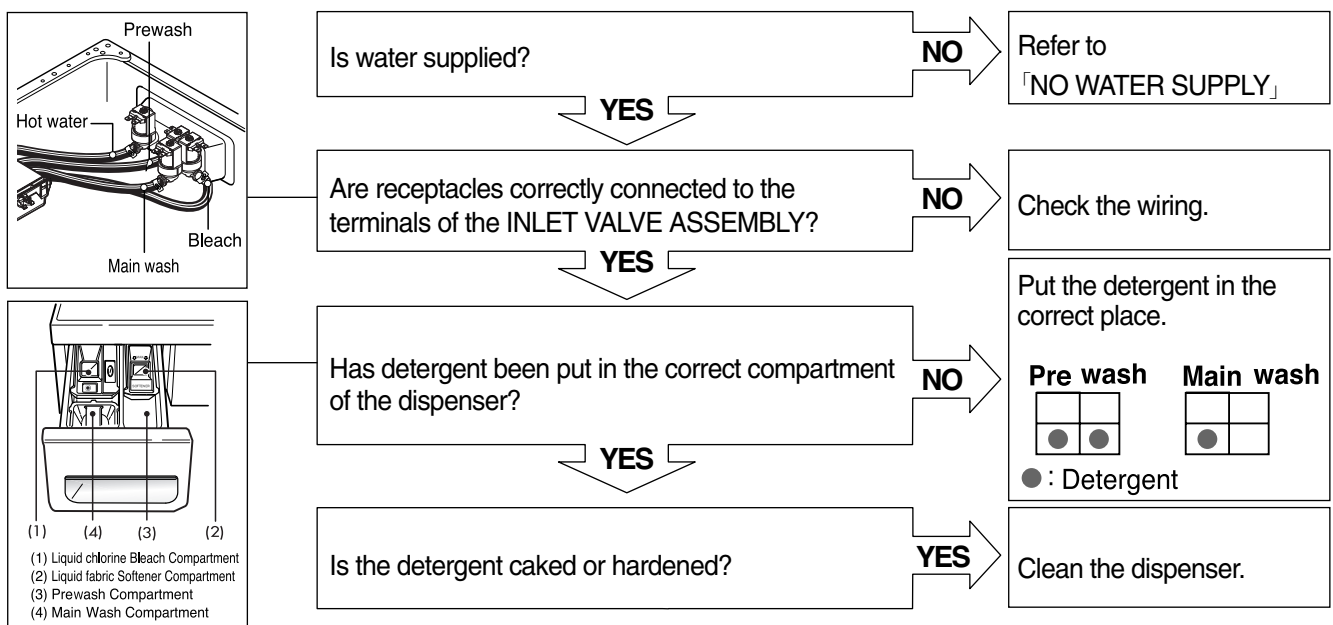 Prewash
Hot water
Bleach
Main wash
Is water supplied?
NO
Refer to
「NO WATER SUPPLY」
YES
Are receptacles correctly connected to the
terminals of the INLET VALVE ASSEMBLY?
NO
Check the wiring.
YES
Has detergent been put in the correct compartment
of the dispenser?
NO
Put the detergent in the
correct place.
Pre wash Main wash
● : Detergent
YES
(1) (4) (3) (2)
(1) Liquid chlorine Bleach Compartment
(2) Liquid fabric Softener Compartment
(3) Prewash Compartment
(4) Main Wash Compartment
Is the detergent caked or hardened?
YES
Clean the dispenser.